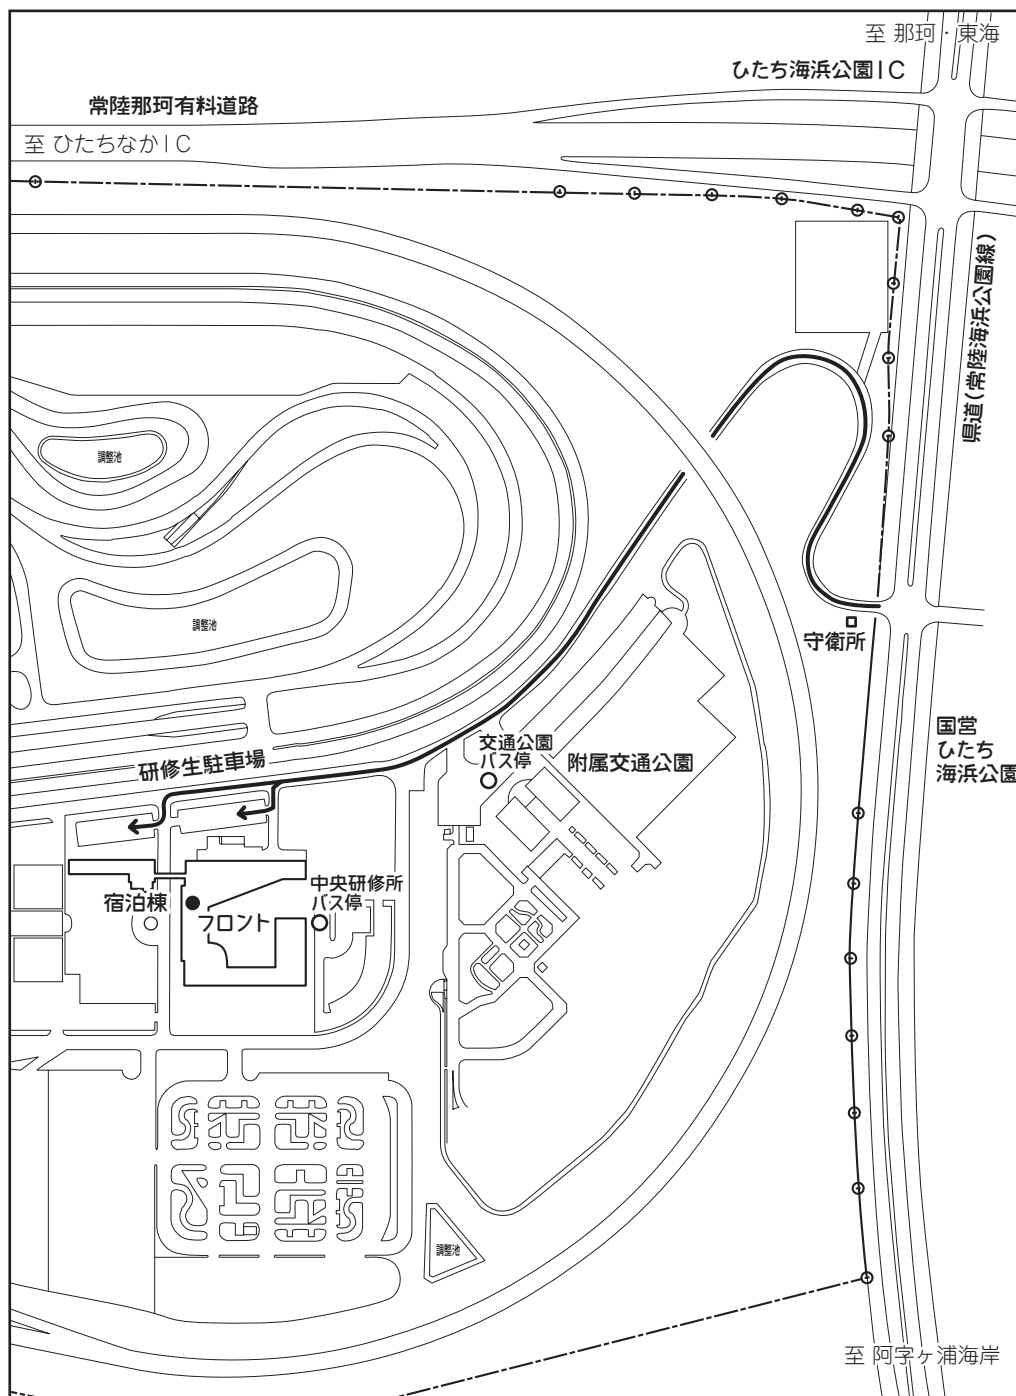 至 那珂・東海
ひたち海浜公園IC
常陸那珂有料道路
至 ひたちなかIC
県道(常陸海浜公園線)
調整池
調整池
守衛所
国営
ひたち
海浜公園
交通公園
バス停
附属交通公園
研修生駐車場
中央研修所
バス停
宿泊棟
フロント
調整池
至 阿字ヶ浦海岸